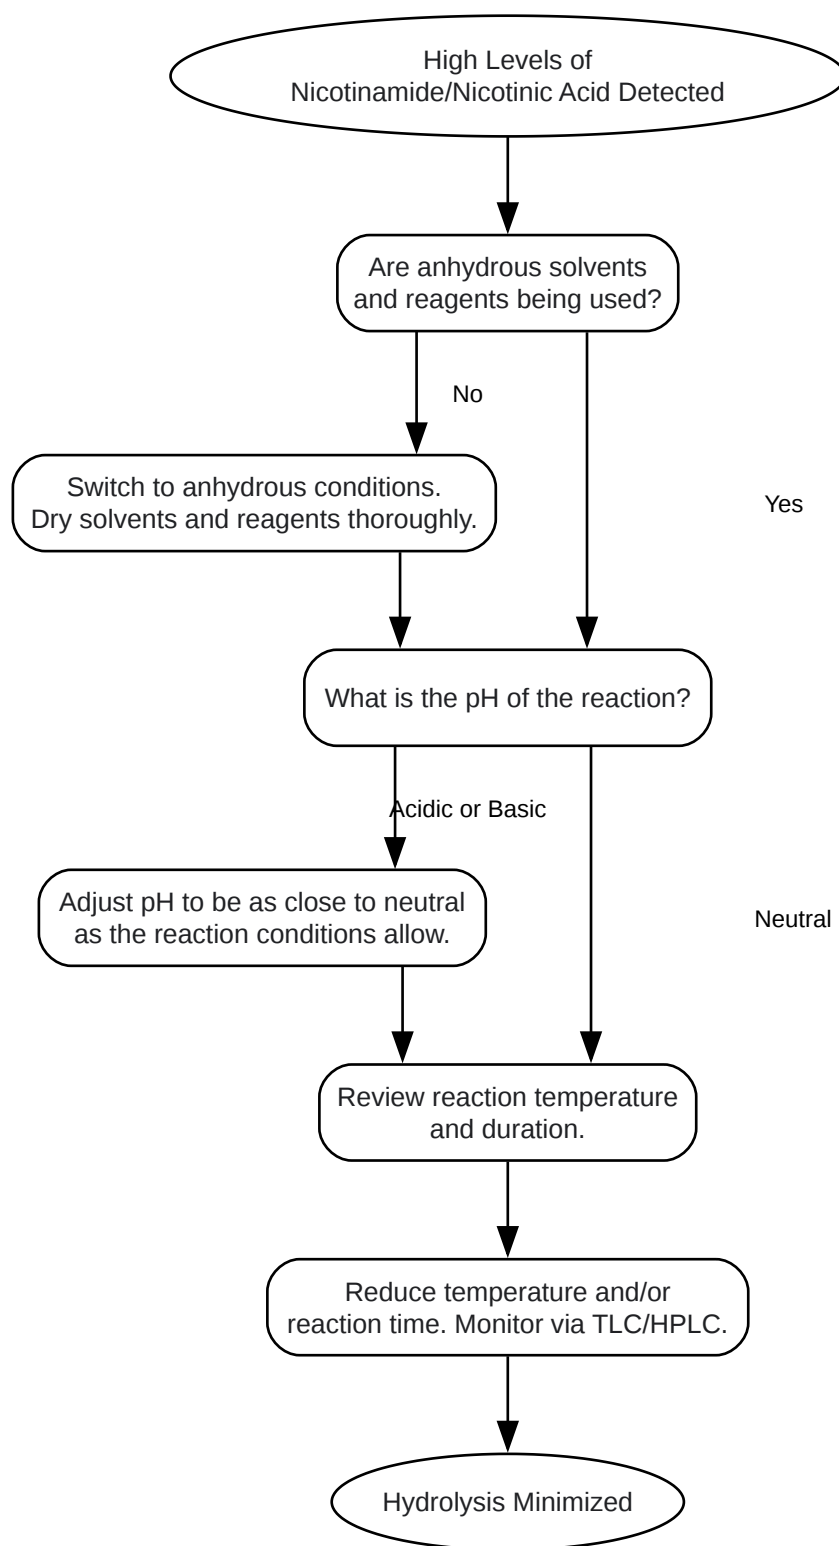 High Levels of
Nicotinamide/Nicotinic Acid Detected
Are anhydrous solvents
and reagents being used?
No
Switch to anhydrous conditions.
Dry solvents and reagents thoroughly.
Yes
What is the pH of the reaction?
Acidic or Basic
Adjust pH to be as close to neutral
as the reaction conditions allow.
Neutral
Review reaction temperature
and duration.
Reduce temperature and/or
reaction time. Monitor via TLC/HPLC.
Hydrolysis Minimized